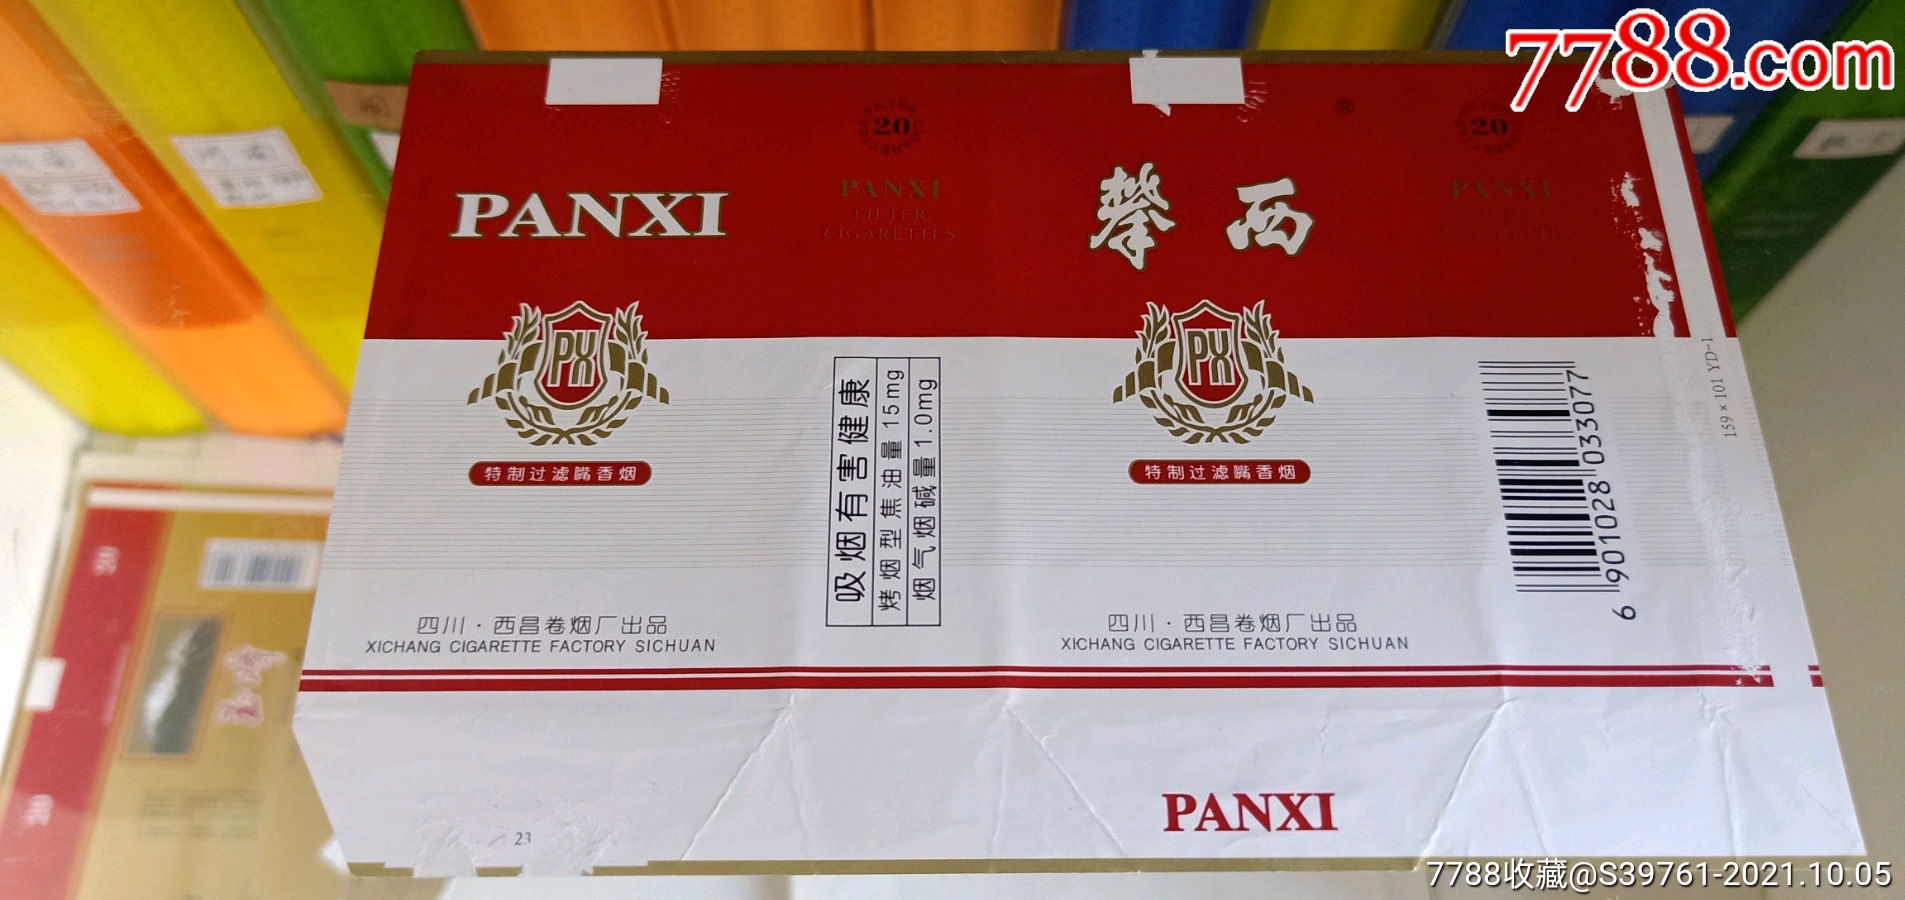 7788.com
PANXI
FILTER CIGARETTES
20
PANXI
FILTER
CIGARETTES
攀西
®
20
PANXI
PX
特制过滤嘴香烟
四川·西昌卷烟厂出品
XICHANG CIGARETTE FACTORY SICHUAN
吸烟有害健康
烤烟型焦油量15mg
烟气烟碱量1.0mg
PX
特制过滤嘴香烟
四川·西昌卷烟厂出品
XICHANG CIGARETTE FACTORY SICHUAN
6 901028 033077
159×101 YD-1
23
PANXI
7788收藏@S39761-2021.10.05